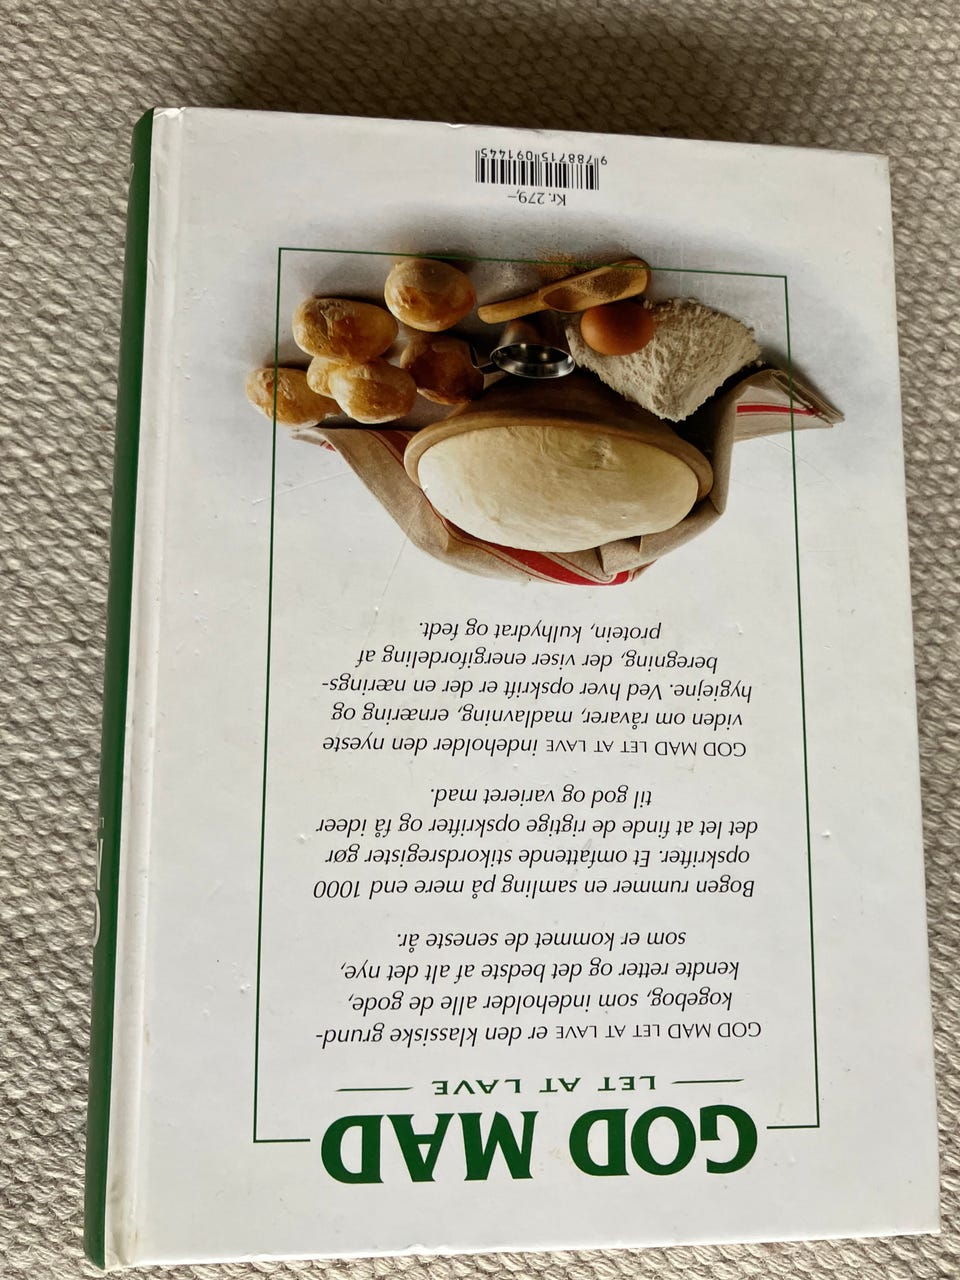 GOD MAD
LET AT LAVE
GOD MAD LET AT LAVE er den klassiske grund-
kogebog, som indeholder alle de gode,
kendte retter og det bedste af alt det nye,
som er kommet de seneste år.
Bogen rummer en samling på mere end 1000
opskrifter. Et omfattende stikordsregister gør
det let at finde de rigtige opskrifter og få ideer
til god og varieret mad.
GOD MAD LET AT LAVE indeholder den nyeste
viden om råvarer, madlavning, ernæring og
hygiejne. Ved hver opskrift er der en nærings-
beregning, der viser energifordeling af
protein, kulhydrat og fedt.
Kr. 279,–
9 788715 091445